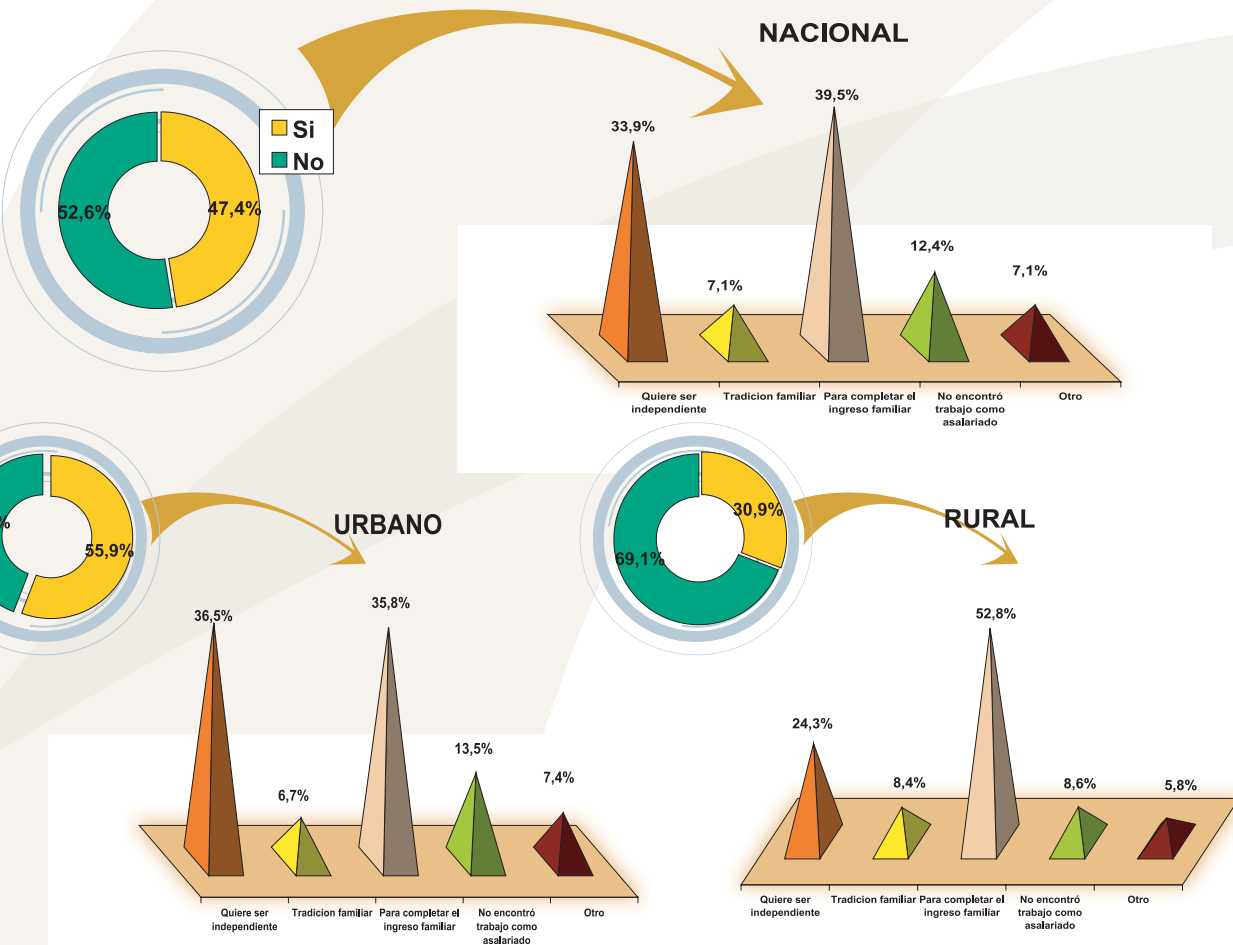 NACIONAL
Si
No
52,6%
47,4%
33,9%
7,1%
39,5%
12,4%
7,1%
Quiere ser
independiente
Tradicion familiar
Para completar el
ingreso familiar
No encontró
trabajo como
asalariado
Otro
URBANO
%
55,9%
36,5%
6,7%
35,8%
13,5%
7,4%
Quiere ser
independiente
Tradicion familiar
Para completar el
ingreso familiar
No encontró
trabajo como
asalariado
Otro
RURAL
30,9%
69,1%
24,3%
8,4%
52,8%
8,6%
5,8%
Quiere ser
independiente
Tradicion familiar
Para completar el
ingreso familiar
No encontró
trabajo como
asalariado
Otro